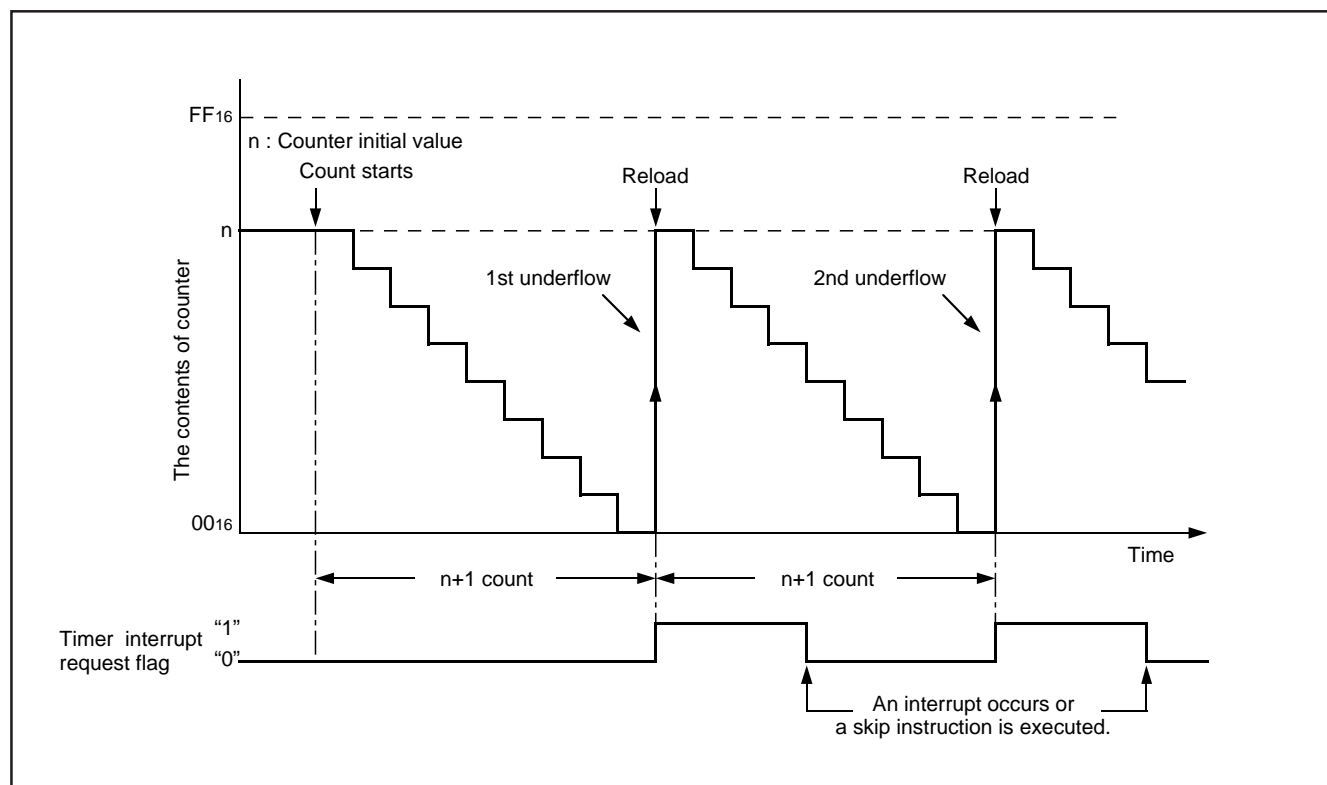 FF16
n : Counter initial value
Count starts
Reload
Reload
n
1st underflow
2nd underflow
The contents of counter
0016
Time
n+1 count
n+1 count
Timer interrupt
request flag
“1”
“0”
An interrupt occurs or
a skip instruction is executed.